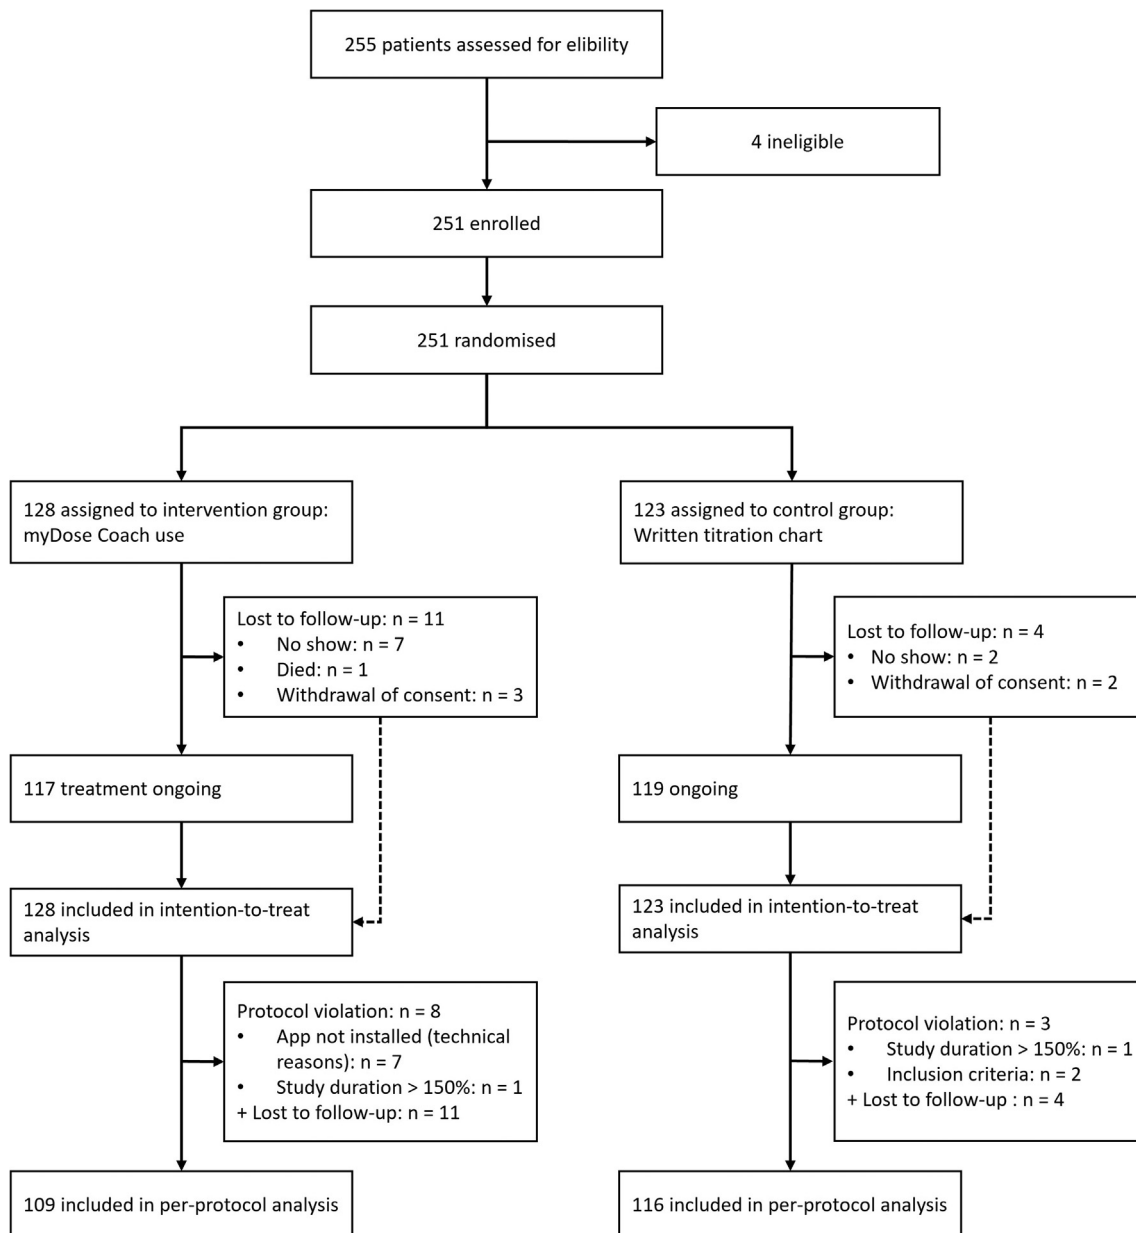 255 patients assessed for elibility
4 ineligible
251 enrolled
251 randomised
128 assigned to intervention group:
myDose Coach use
123 assigned to control group:
Written titration chart
Lost to follow-up: n = 11
• No show: n = 7
• Died: n = 1
• Withdrawal of consent: n = 3
Lost to follow-up: n = 4
• No show: n = 2
• Withdrawal of consent: n = 2
117 treatment ongoing
119 ongoing
128 included in intention-to-treat
analysis
123 included in intention-to-treat
analysis
Protocol violation: n = 8
• App not installed (technical
reasons): n = 7
• Study duration > 150%: n = 1
+ Lost to follow-up: n = 11
Protocol violation: n = 3
• Study duration > 150%: n = 1
• Inclusion criteria: n = 2
+ Lost to follow-up : n = 4
109 included in per-protocol analysis
116 included in per-protocol analysis